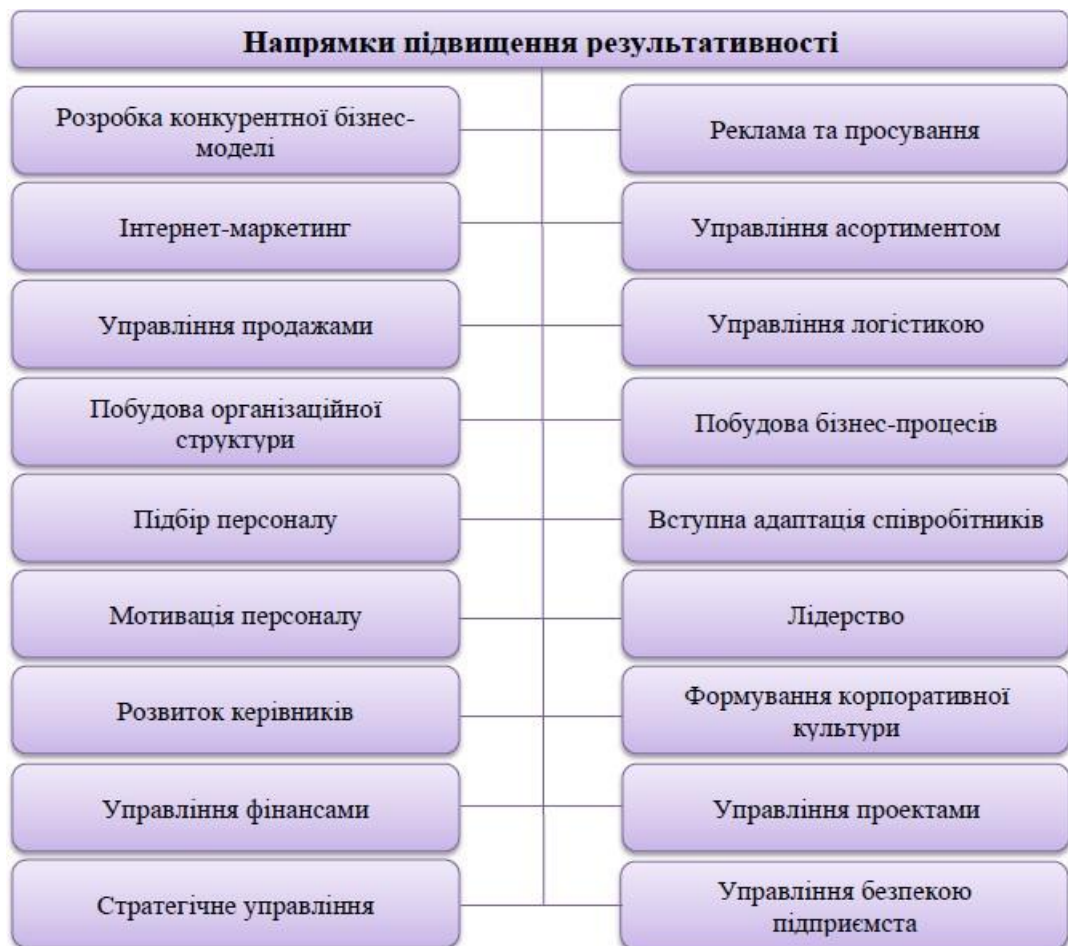 Напрямки підвищення результативності
Розробка конкурентної бізнес-
моделі
Реклама та просування
Інтернет-маркетинг
Управління асортиментом
Управління продажами
Управління логістикою
Побудова організаційної
структури
Побудова бізнес-процесів
Підбір персоналу
Вступна адаптація співробітників
Мотивація персоналу
Лідерство
Розвиток керівників
Формування корпоративної
культури
Управління фінансами
Управління проектами
Стратегічне управління
Управління безпекою
підприємста